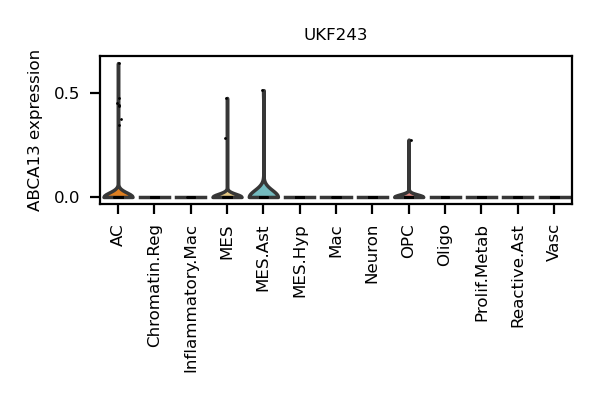 UKF243
ABCA13 expression
0.5
0.0
AC
Chromatin.Reg
Inflammatory.Mac
MES
MES.Ast
MES.Hyp
Mac
Neuron
OPC
Oligo
Prolif.Metab
Reactive.Ast
Vasc